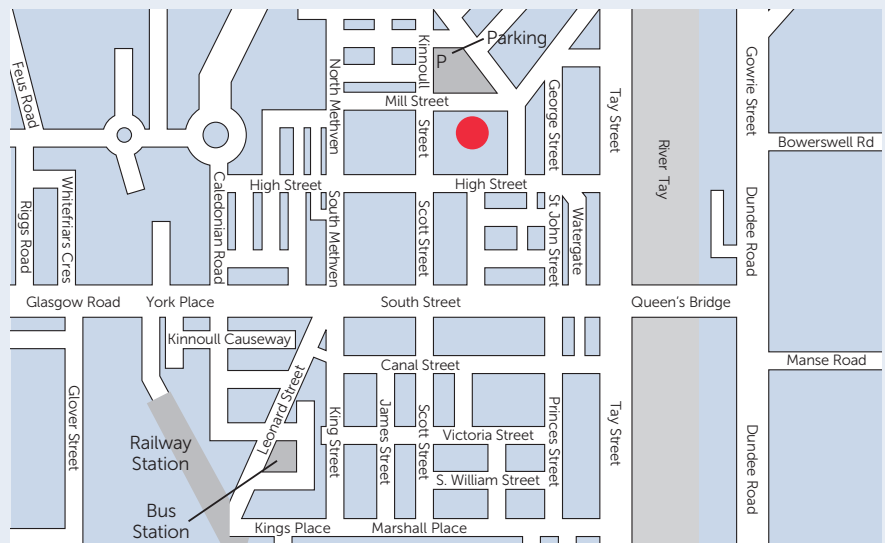 Parking
P
Kinnoull
Street
Mill Street
North Methven
Feus Road
George Street
Tay Street
River Tay
Gowrie Street
Bowerswell Rd
High Street
High Street
Riggs Road
Whitefriars Cres
Caledonian Road
South Methven
Scott Street
St John Street
Watergate
Dundee Road
Glasgow Road
York Place
South Street
Queen's Bridge
Kinnoull Causeway
Canal Street
Manse Road
Glover Street
Leonard Street
King Street
James Street
Scott Street
Princes Street
Tay Street
Dundee Road
Victoria Street
Railway
Station
S. William Street
Bus
Station
Kings Place
Marshall Place